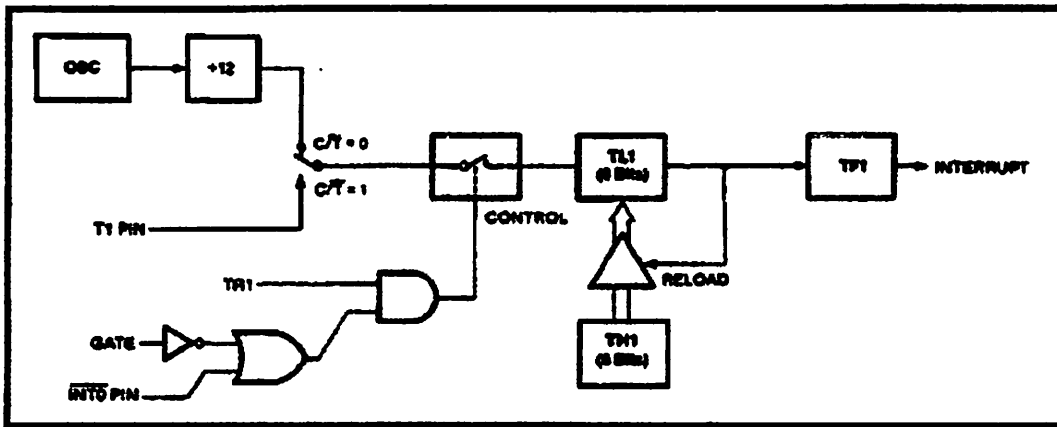 OSC
÷12
C/T̅ = 0
C/T̅ = 1
T1 PIN
CONTROL
TL1
(8 Bits)
TF1
INTERRUPT
TR1
RELOAD
GATE
I̅N̅T̅0̅ PIN
TH1
(8 Bits)